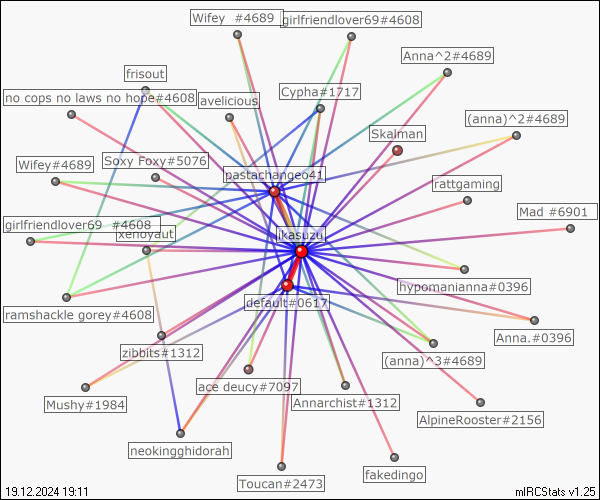 Wifey  #4689
girlfriendlover69#4608
Anna^2#4689
frisout
Cypha#1717
no cops no laws no hope#4608
avelicious
(anna)^2#4689
Skalman
Soxy Foxy#5076
Wifey#4689
pastachangeo41
rattgaming
Mad #6901
girlfriendlover69 #4608
xenoyaut
ikasuzu
hypomanianna#0396
default#0617
ramshackle gorey#4608
Anna.#0396
zibbits#1312
(anna)^3#4689
ace deucy#7097
Mushy#1984
Annarchist#1312
AlpineRooster#2156
neokingghidorah
fakedingo
Toucan#2473
19.12.2024 19:11
mIRCStats v1.25